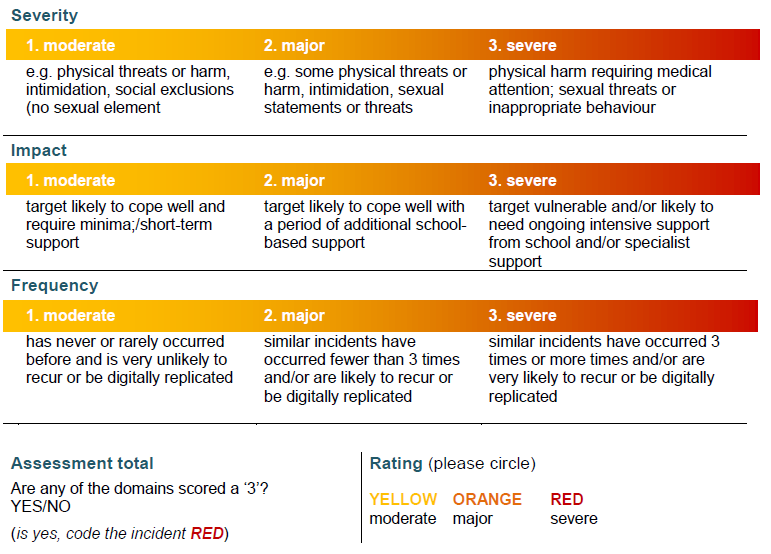 Severity
1. moderate
2. major
3. severe
e.g. physical threats or harm,
intimidation, social exclusions
(no sexual element
e.g. some physical threats or
harm, intimidation, sexual
statements or threats
physical harm requiring medical
attention; sexual threats or
inappropriate behaviour
Impact
1. moderate
2. major
3. severe
target likely to cope well and
require minima;/short-term
support
target likely to cope well with
a period of additional school-
based support
target vulnerable and/or likely to
need ongoing intensive support
from school and/or specialist
support
Frequency
1. moderate
2. major
3. severe
has never or rarely occurred
before and is very unlikely to
recur or be digitally replicated
similar incidents have
occurred fewer than 3 times
and/or are likely to recur or
be digitally replicated
similar incidents have occurred 3
times or more times and/or are
very likely to recur or be digitally
replicated
Assessment total
Are any of the domains scored a ‘3’?
YES/NO
(is yes, code the incident RED)
Rating (please circle)
YELLOW ORANGE RED
moderate major severe